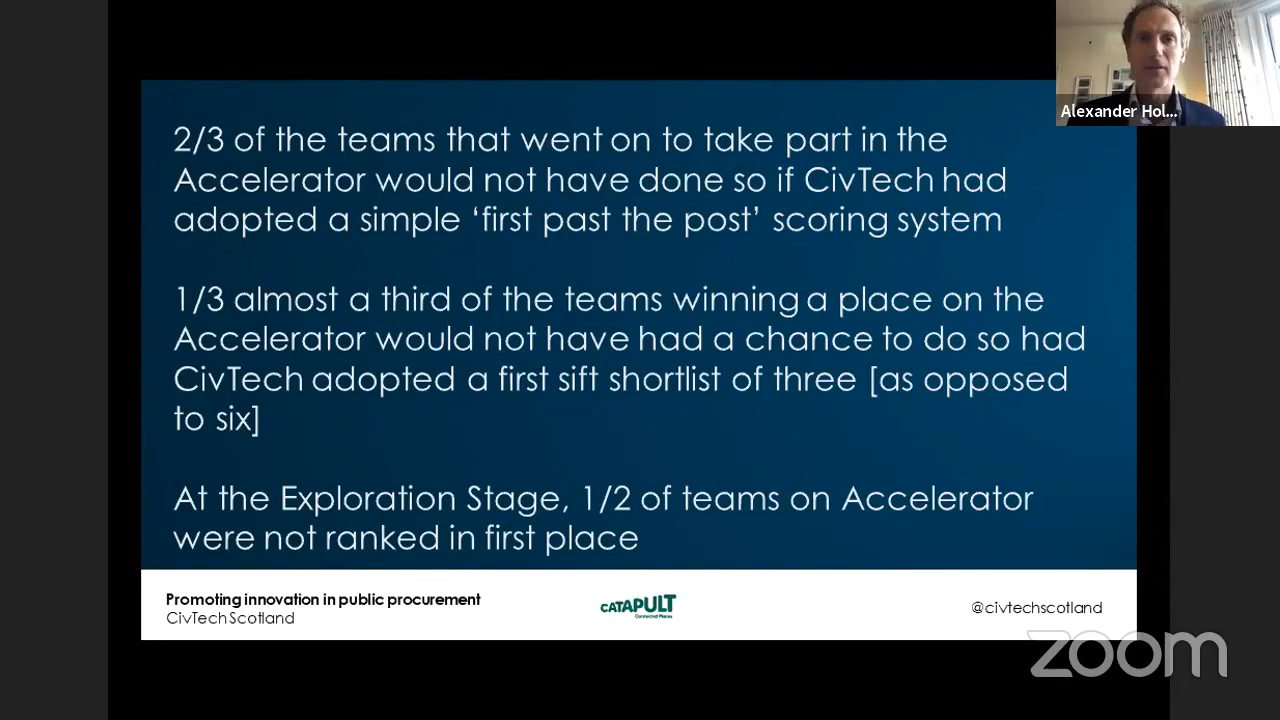 Alexander Hol...
2/3 of the teams that went on to take part in the
Accelerator would not have done so if CivTech had
adopted a simple ‘first past the post’ scoring system
1/3 almost a third of the teams winning a place on the
Accelerator would not have had a chance to do so had
CivTech adopted a first sift shortlist of three [as opposed
to six]
At the Exploration Stage, 1/2 of teams on Accelerator
were not ranked in first place
Promoting innovation in public procurement
CivTech Scotland
CATAPULT
Connected Places
@civtechscotland
zoom